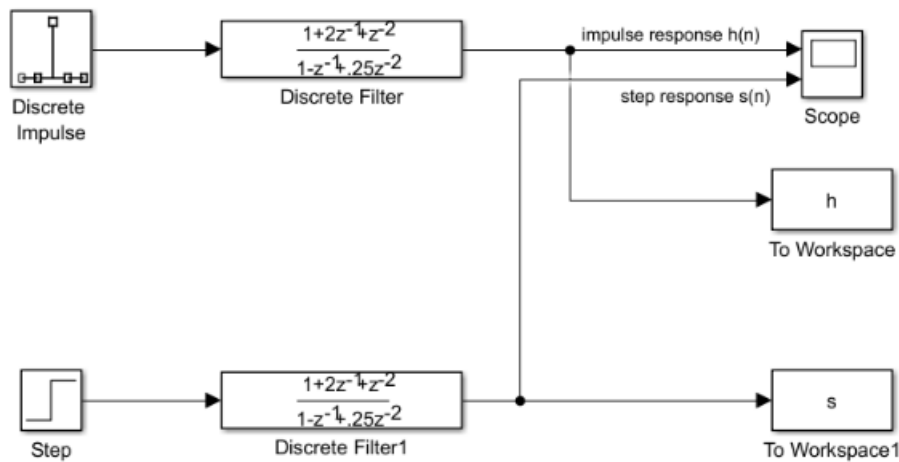 1+2z-1+z-2
1-z-1+.25z-2
Discrete Filter
Discrete
Impulse
impulse response h(n)
step response s(n)
Scope
h
To Workspace
Step
1+2z-1+z-2
1-z-1+.25z-2
Discrete Filter1
s
To Workspace1